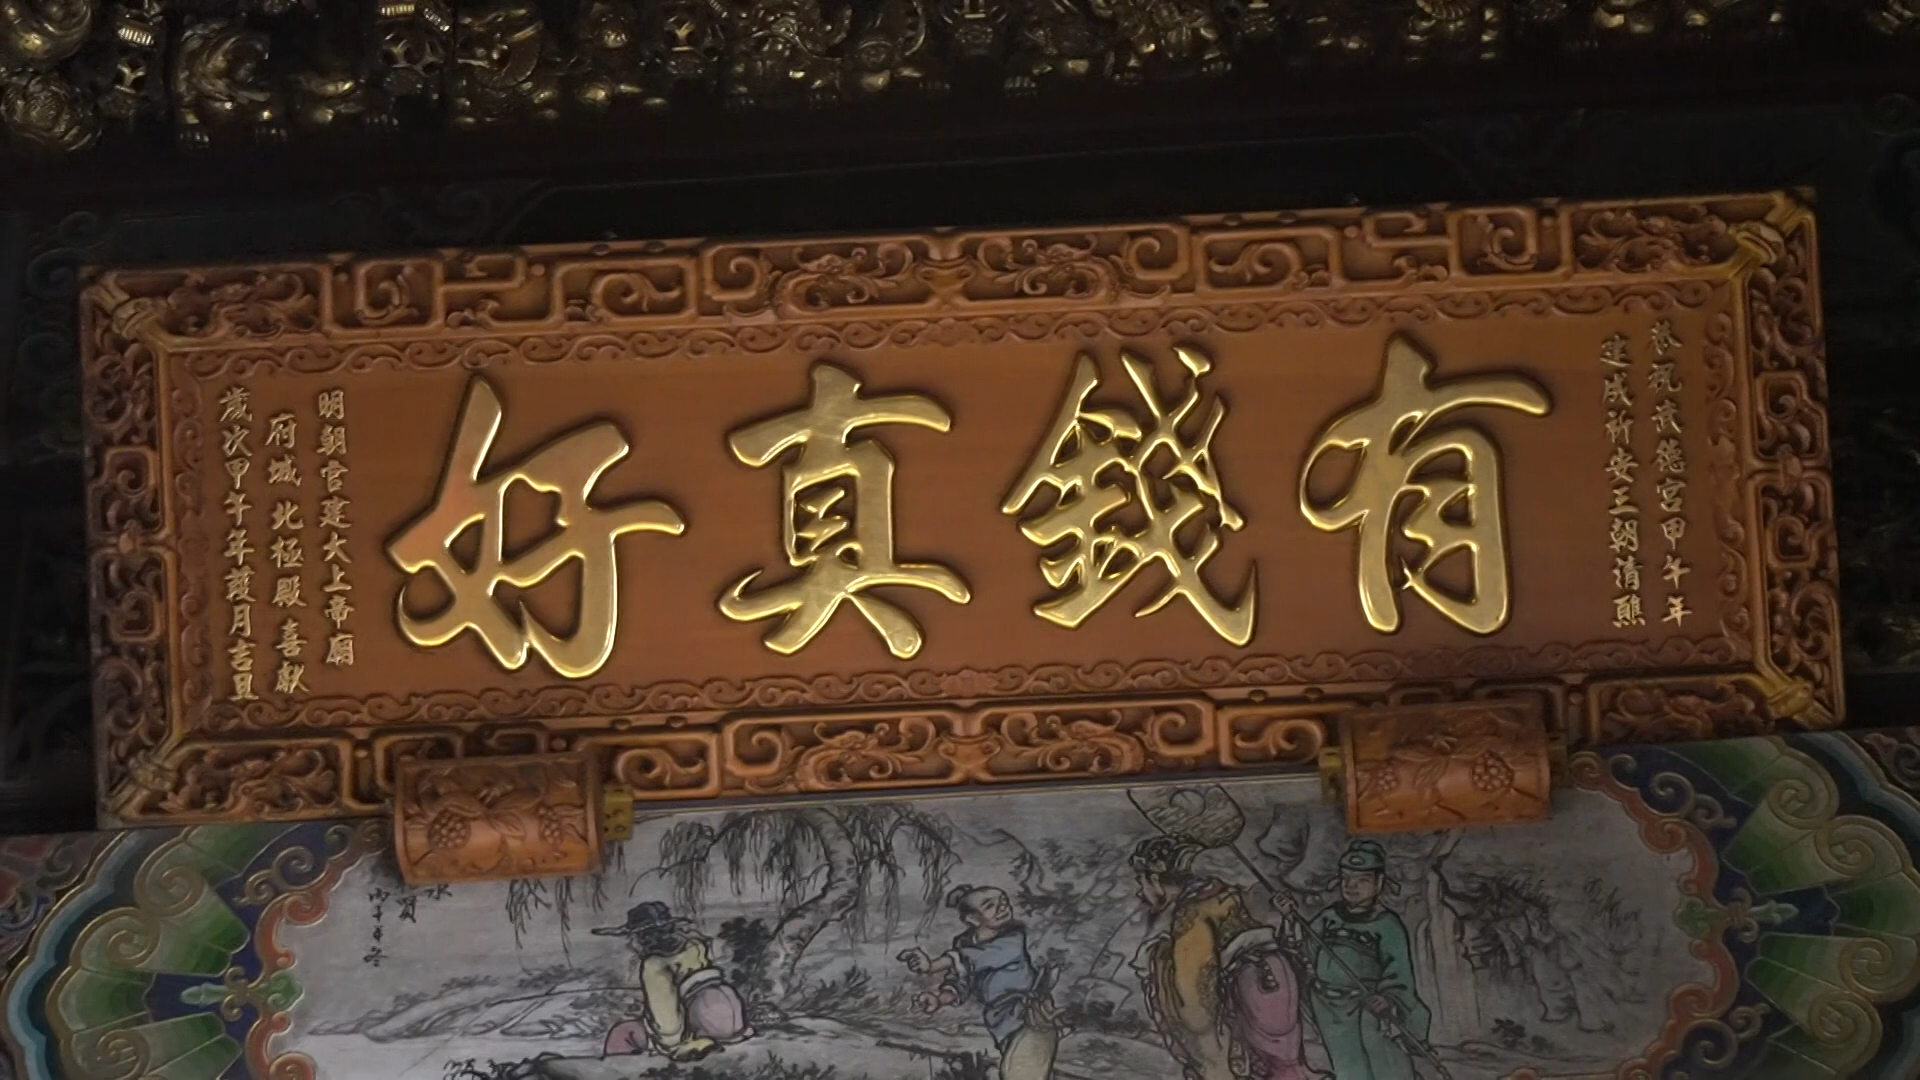 恭祝武德宮甲午年
建成祈安三朝清醮
有錢真好
明朝官建大上帝廟
府城北極殿喜獻
歲次甲午年葭月吉旦